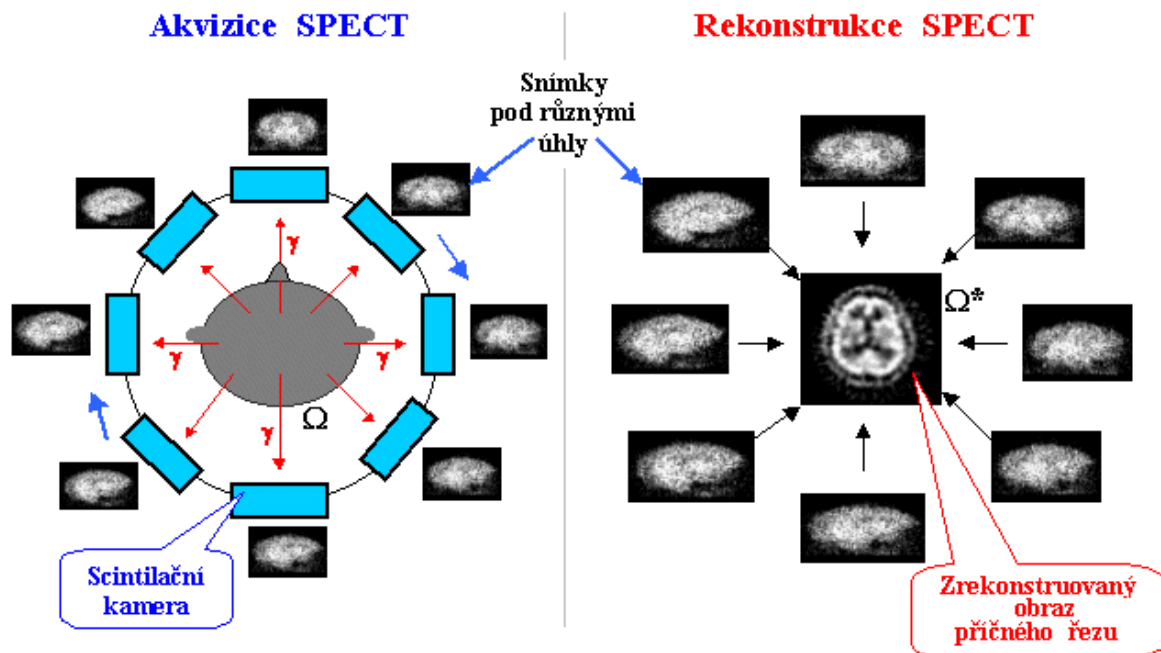 Akvizice SPECT
Rekonstrukce SPECT
Snímky
pod různými
úhly
γ
γ
γ
γ
Ω
Scintilační
kamera
Ω*
Zrekonstruovaný
obraz
příčného řezu